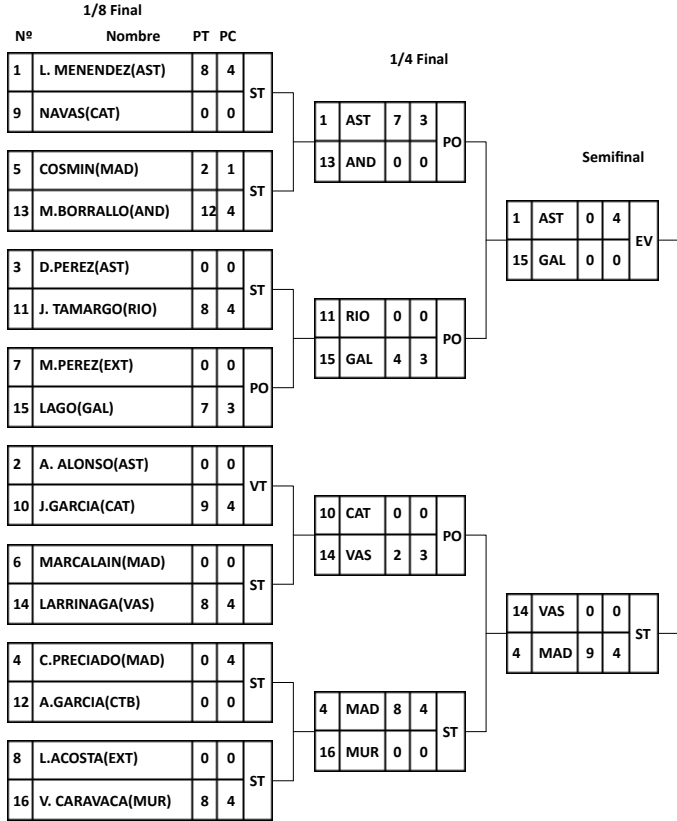 1/8 Final
Nº Nombre PT PC
1 L. MENENDEZ(AST) 8 4
ST
9 NAVAS(CAT) 0 0
5 COSMIN(MAD) 2 1
ST
13 M.BORRALLO(AND) 12 4
3 D.PEREZ(AST) 0 0
ST
11 J. TAMARGO(RIO) 8 4
7 M.PEREZ(EXT) 0 0
PO
15 LAGO(GAL) 7 3
2 A. ALONSO(AST) 0 0
VT
10 J.GARCIA(CAT) 9 4
6 MARCALAIN(MAD) 0 0
ST
14 LARRINAGA(VAS) 8 4
4 C.PRECIADO(MAD) 0 4
ST
12 A.GARCIA(CTB) 0 0
8 L.ACOSTA(EXT) 0 0
ST
16 V. CARAVACA(MUR) 8 4
1/4 Final
1 AST 7 3
PO
13 AND 0 0
11 RIO 0 0
PO
15 GAL 4 3
10 CAT 0 0
PO
14 VAS 2 3
4 MAD 8 4
ST
16 MUR 0 0
Semifinal
1 AST 0 4
EV
15 GAL 0 0
14 VAS 0 0
ST
4 MAD 9 4